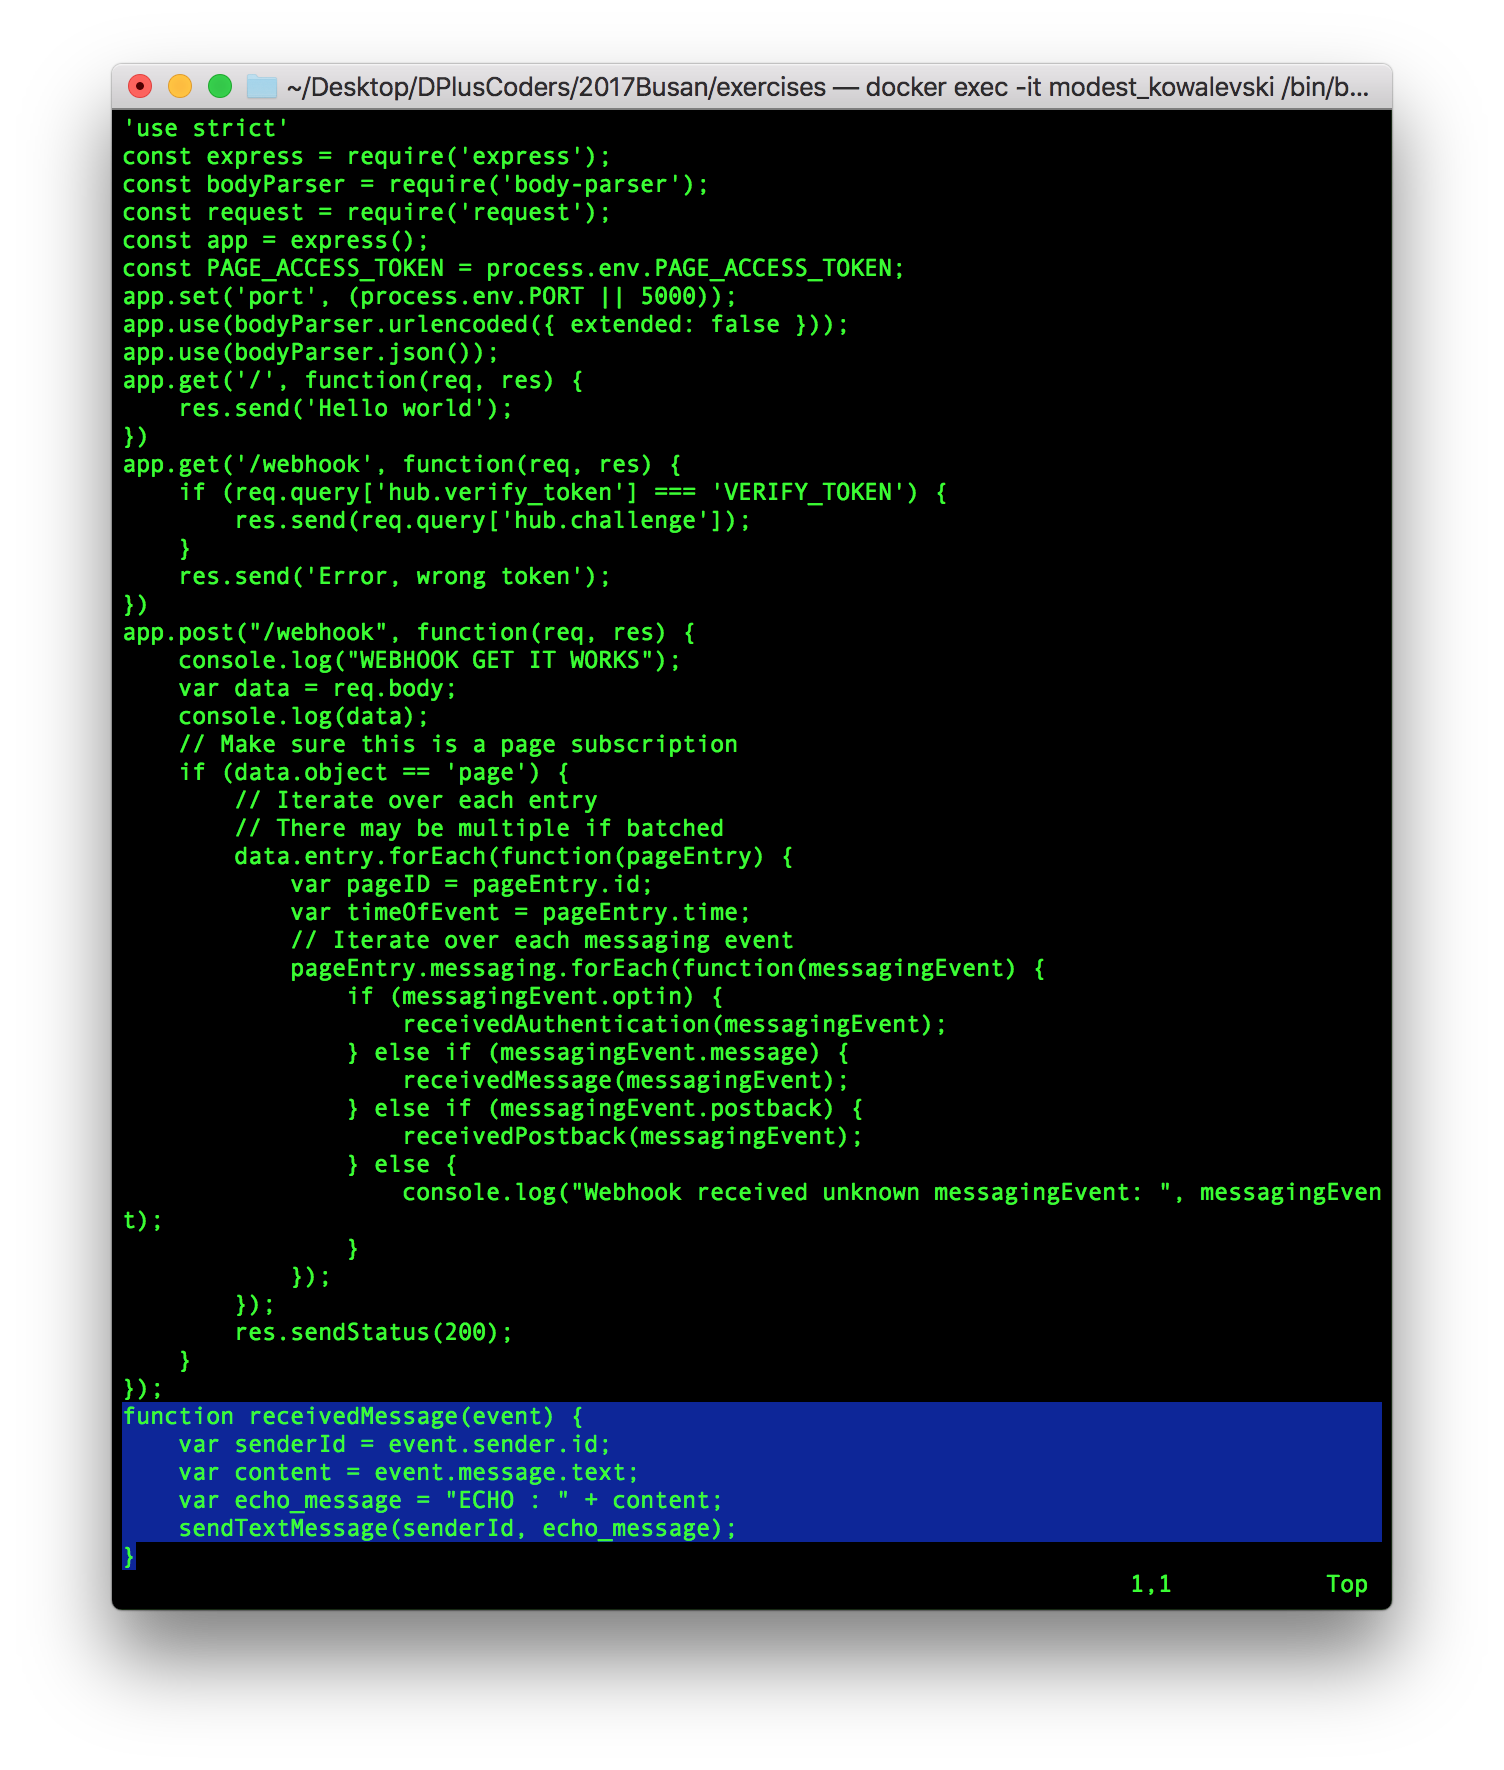 ~/Desktop/DPlusCoders/2017Busan/exercises — docker exec -it modest_kowalevski /bin/b...
'use strict'
const express = require('express');
const bodyParser = require('body-parser');
const request = require('request');
const app = express();
const PAGE_ACCESS_TOKEN = process.env.PAGE_ACCESS_TOKEN;
app.set('port', (process.env.PORT || 5000));
app.use(bodyParser.urlencoded({ extended: false }));
app.use(bodyParser.json());
app.get('/', function(req, res) {
    res.send('Hello world');
})
app.get('/webhook', function(req, res) {
    if (req.query['hub.verify_token'] === 'VERIFY_TOKEN') {
        res.send(req.query['hub.challenge']);
    }
    res.send('Error, wrong token');
})
app.post("/webhook", function(req, res) {
    console.log("WEBHOOK GET IT WORKS");
    var data = req.body;
    console.log(data);
    // Make sure this is a page subscription
    if (data.object == 'page') {
        // Iterate over each entry
        // There may be multiple if batched
        data.entry.forEach(function(pageEntry) {
            var pageID = pageEntry.id;
            var timeOfEvent = pageEntry.time;
            // Iterate over each messaging event
            pageEntry.messaging.forEach(function(messagingEvent) {
                if (messagingEvent.optin) {
                    receivedAuthentication(messagingEvent);
                } else if (messagingEvent.message) {
                    receivedMessage(messagingEvent);
                } else if (messagingEvent.postback) {
                    receivedPostback(messagingEvent);
                } else {
                    console.log("Webhook received unknown messagingEvent: ", messagingEven
t);
                }
            });
        });
        res.sendStatus(200);
    }
});
function receivedMessage(event) {
    var senderId = event.sender.id;
    var content = event.message.text;
    var echo_message = "ECHO : " + content;
    sendTextMessage(senderId, echo_message);
}
1,1 Top